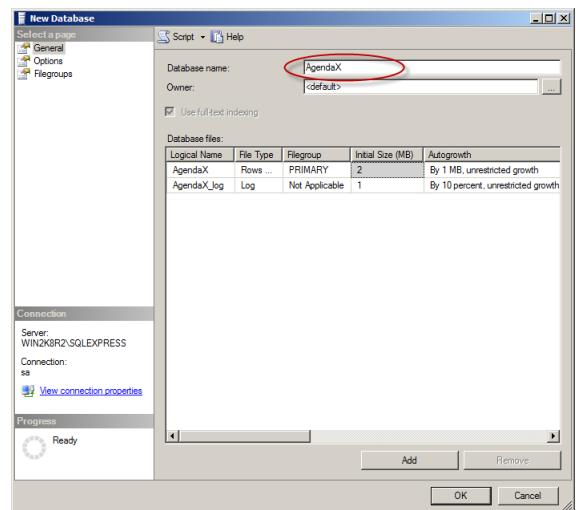 New Database
Select a page
General
Options
Filegroups
Script Help
Database name: AgendaX
Owner: <default> ...
Use full-text indexing
Database files:
Logical Name File Type Filegroup Initial Size (MB) Autogrowth
AgendaX Rows ... PRIMARY 2 By 1 MB, unrestricted growth
AgendaX_log Log Not Applicable 1 By 10 percent, unrestricted growth
Connection
Server:
WIN2K8R2\SQLEXPRESS
Connection:
sa
View connection properties
Progress
Ready
Add Remove
OK Cancel